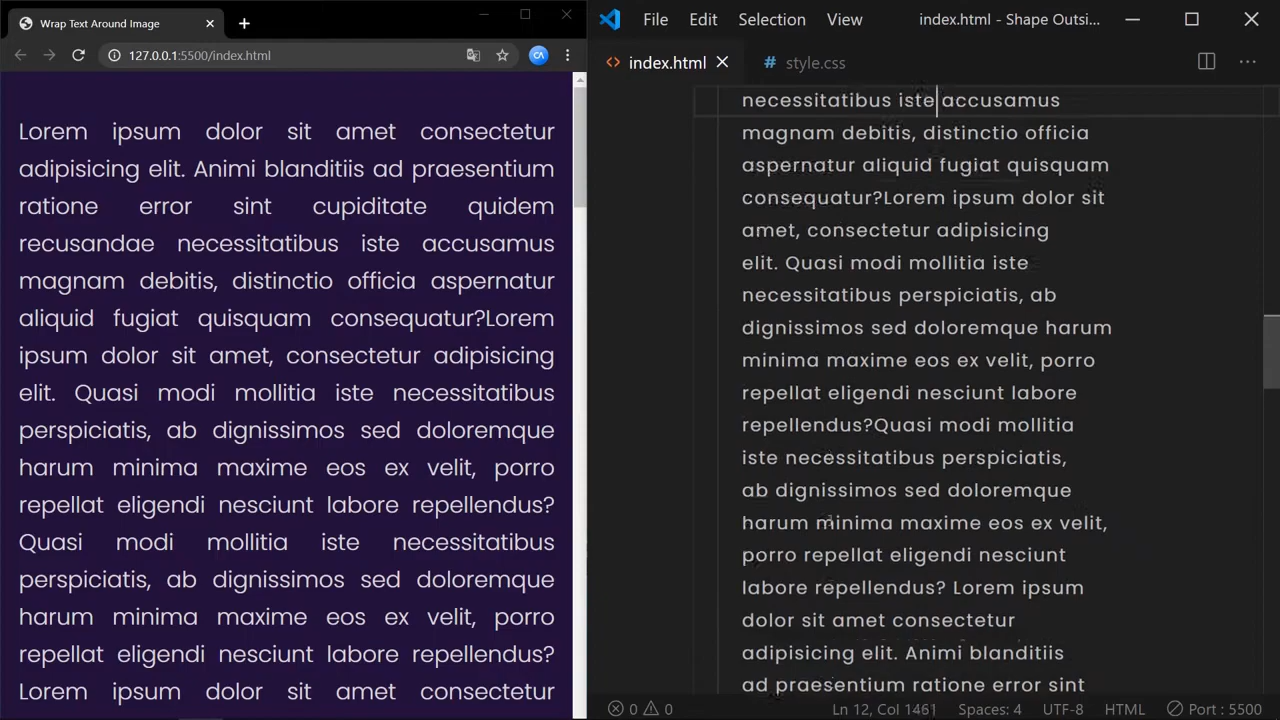 Wrap Text Around Image
127.0.0.1:5500/index.html
Lorem ipsum dolor sit amet consectetur
adipisicing elit. Animi blanditiis ad praesentium
ratione error sint cupiditate quidem
recusandae necessitatibus iste accusamus
magnam debitis, distinctio officia aspernatur
aliquid fugiat quisquam consequatur?Lorem
ipsum dolor sit amet, consectetur adipisicing
elit. Quasi modi mollitia iste necessitatibus
perspiciatis, ab dignissimos sed doloremque
harum minima maxime eos ex velit, porro
repellat eligendi nesciunt labore repellendus?
Quasi modi mollitia iste necessitatibus
perspiciatis, ab dignissimos sed doloremque
harum minima maxime eos ex velit, porro
repellat eligendi nesciunt labore repellendus?
Lorem ipsum dolor sit amet consectetur
File Edit Selection View index.html - Shape Outsi...
<> index.html # style.css
necessitatibus iste accusamus
magnam debitis, distinctio officia
aspernatur aliquid fugiat quisquam
consequatur?Lorem ipsum dolor sit
amet, consectetur adipisicing
elit. Quasi modi mollitia iste
necessitatibus perspiciatis, ab
dignissimos sed doloremque harum
minima maxime eos ex velit, porro
repellat eligendi nesciunt labore
repellendus?Quasi modi mollitia
iste necessitatibus perspiciatis,
ab dignissimos sed doloremque
harum minima maxime eos ex velit,
porro repellat eligendi nesciunt
labore repellendus? Lorem ipsum
dolor sit amet consectetur
adipisicing elit. Animi blanditiis
ad praesentium ratione error sint
0 0 Ln 12, Col 1461 Spaces: 4 UTF-8 HTML Port : 5500